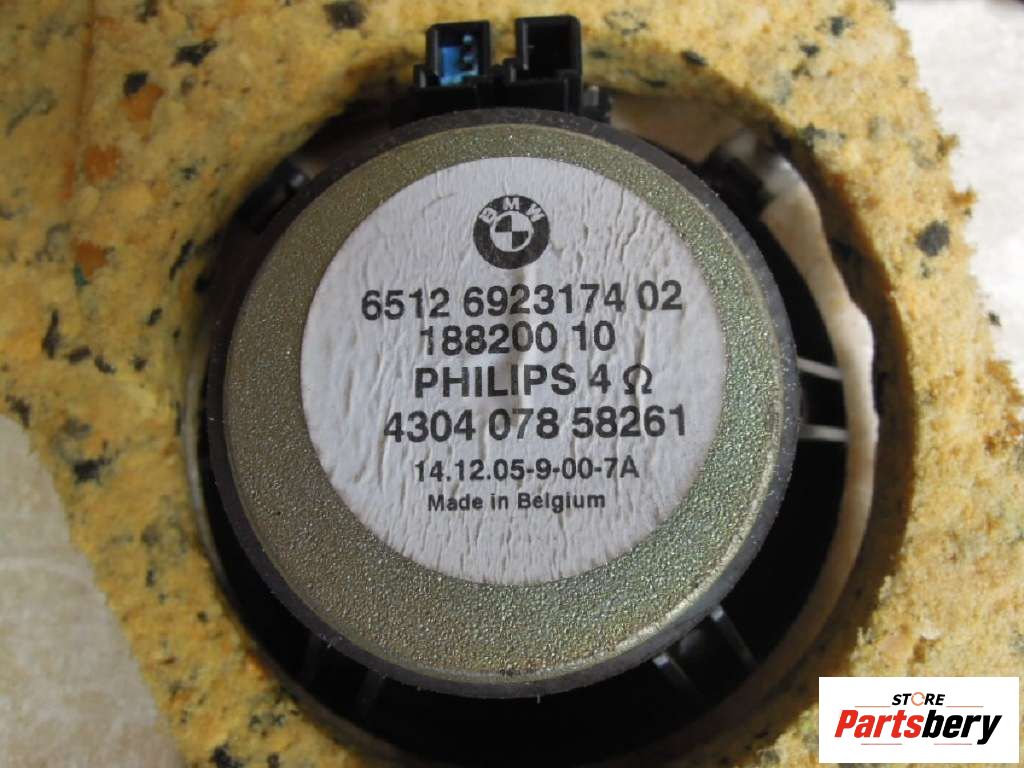 BMW
6512 6923174 02
188200 10
PHILIPS 4 Ω
4304 078 58261
14.12.05-9-00-7A
Made in Belgium
STORE
Partsbery